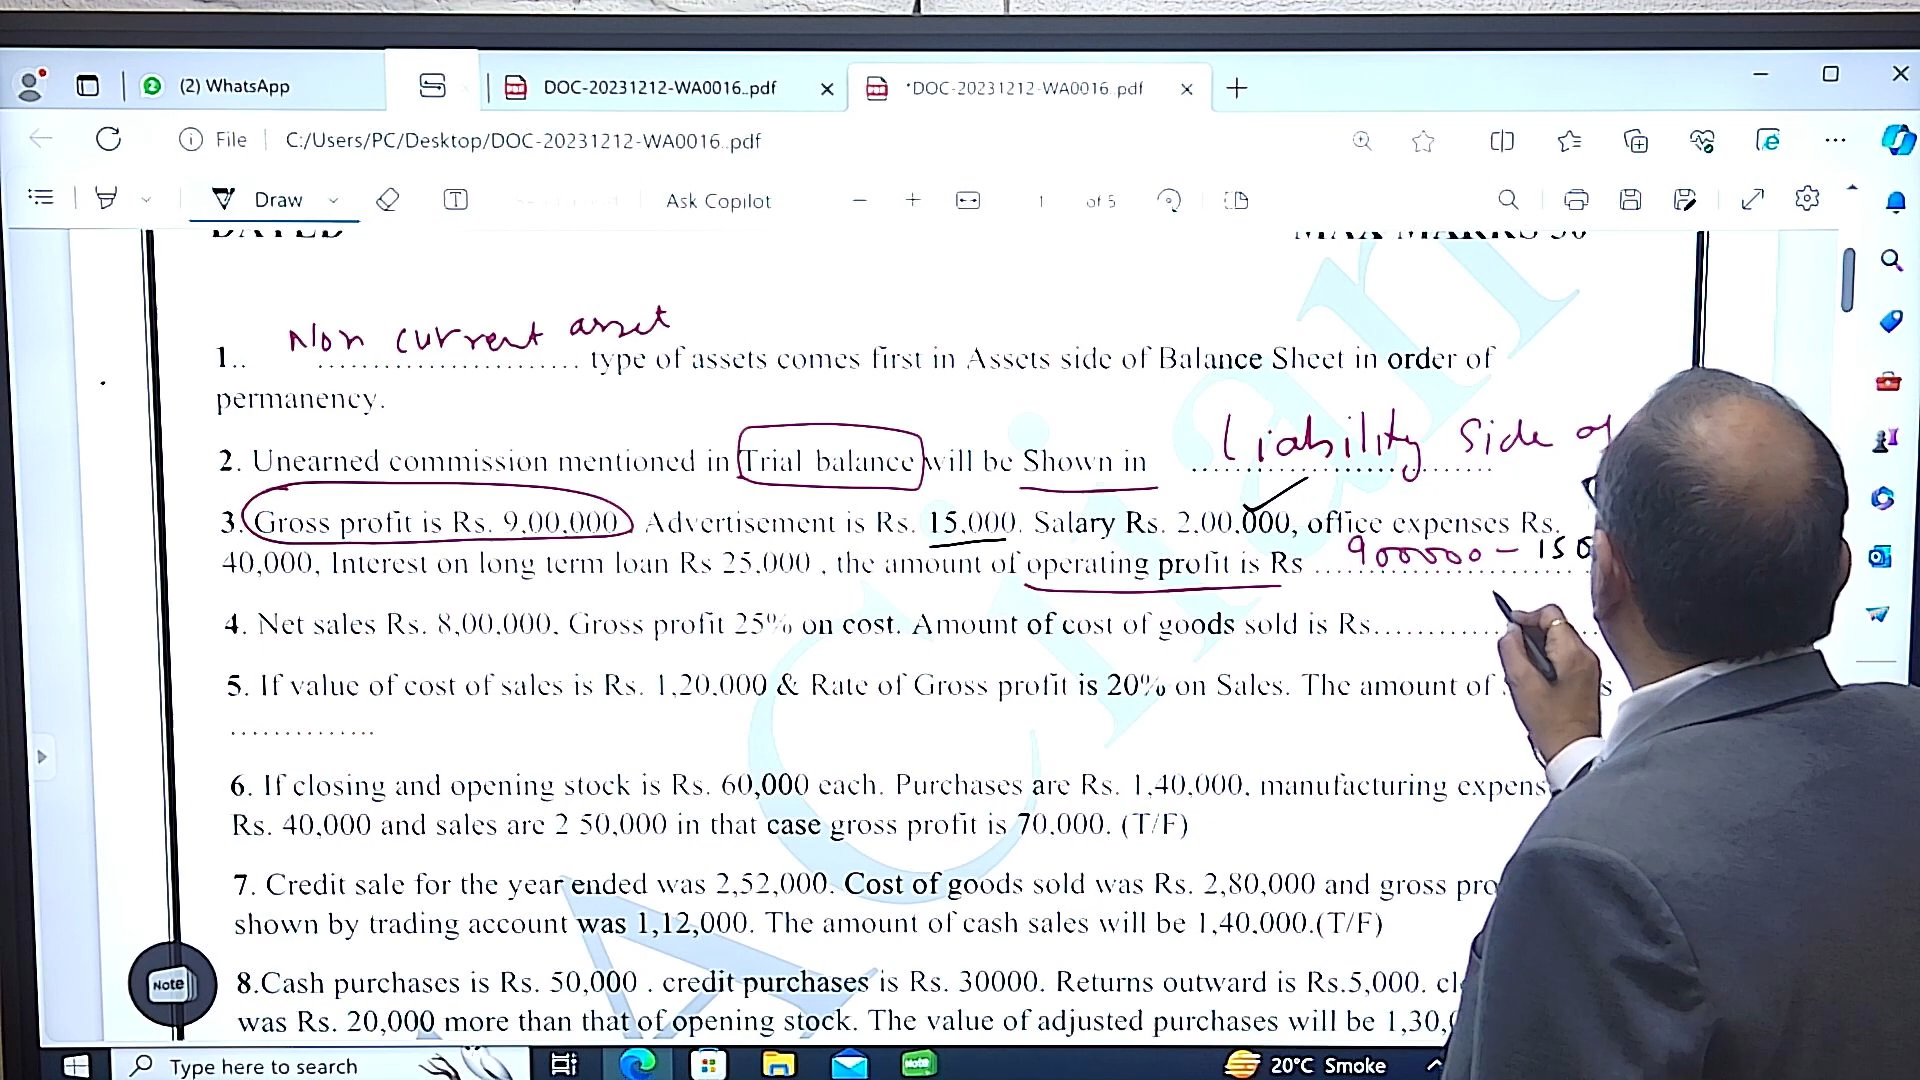 (2) WhatsApp
DOC-20231212-WA0016..pdf
*DOC-20231212-WA0016..pdf
File
C:/Users/PC/Desktop/DOC-20231212-WA0016..pdf
Draw
Ask Copilot
1 of 5
DATED MAX MARKS 50
Non current asset
1.. ........................ type of assets comes first in Assets side of Balance Sheet in order of
permanency.
Liability Side of
2. Unearned commission mentioned in Trial balance will be Shown in ............................
3. Gross profit is Rs. 9,00,000 Advertisement is Rs. 15,000. Salary Rs. 2,00,000, office expenses Rs.
40,000, Interest on long term loan Rs 25,000 , the amount of operating profit is Rs ............................
900000 - 150
4. Net sales Rs. 8,00,000. Gross profit 25% on cost. Amount of cost of goods sold is Rs..............
5. If value of cost of sales is Rs. 1,20,000 & Rate of Gross profit is 20% on Sales. The amount of
..............
6. If closing and opening stock is Rs. 60,000 each. Purchases are Rs. 1,40,000, manufacturing expens
Rs. 40,000 and sales are 2 50,000 in that case gross profit is 70,000. (T/F)
7. Credit sale for the year ended was 2,52,000. Cost of goods sold was Rs. 2,80,000 and gross pro
shown by trading account was 1,12,000. The amount of cash sales will be 1,40,000.(T/F)
8.Cash purchases is Rs. 50,000 . credit purchases is Rs. 30000. Returns outward is Rs.5,000. cl
was Rs. 20,000 more than that of opening stock. The value of adjusted purchases will be 1,30,
Note
Type here to search
Note
20°C Smoke